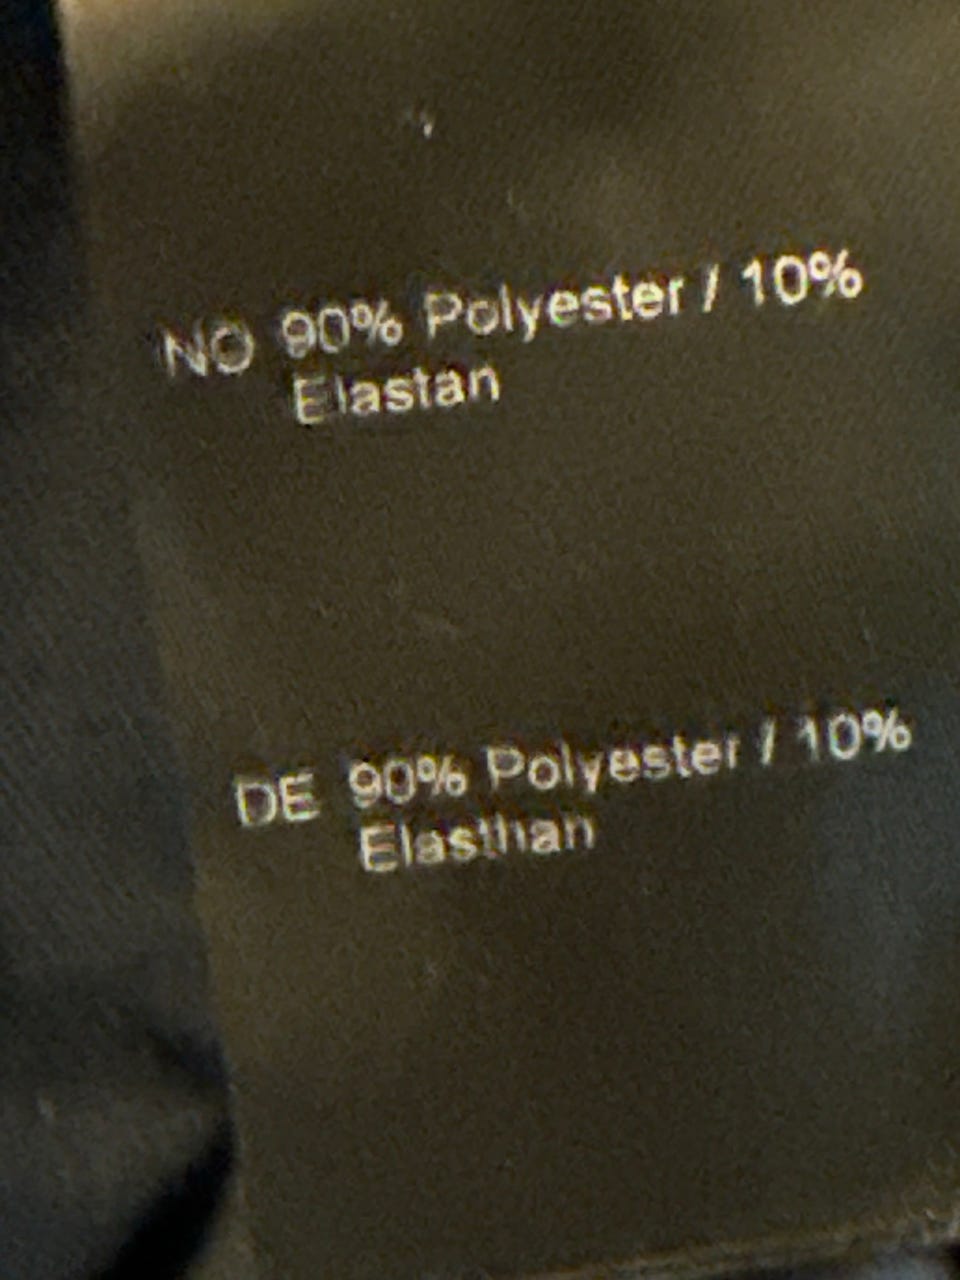 NO 90% Polyester / 10%
Elastan
DE 90% Polyester / 10%
Elasthan